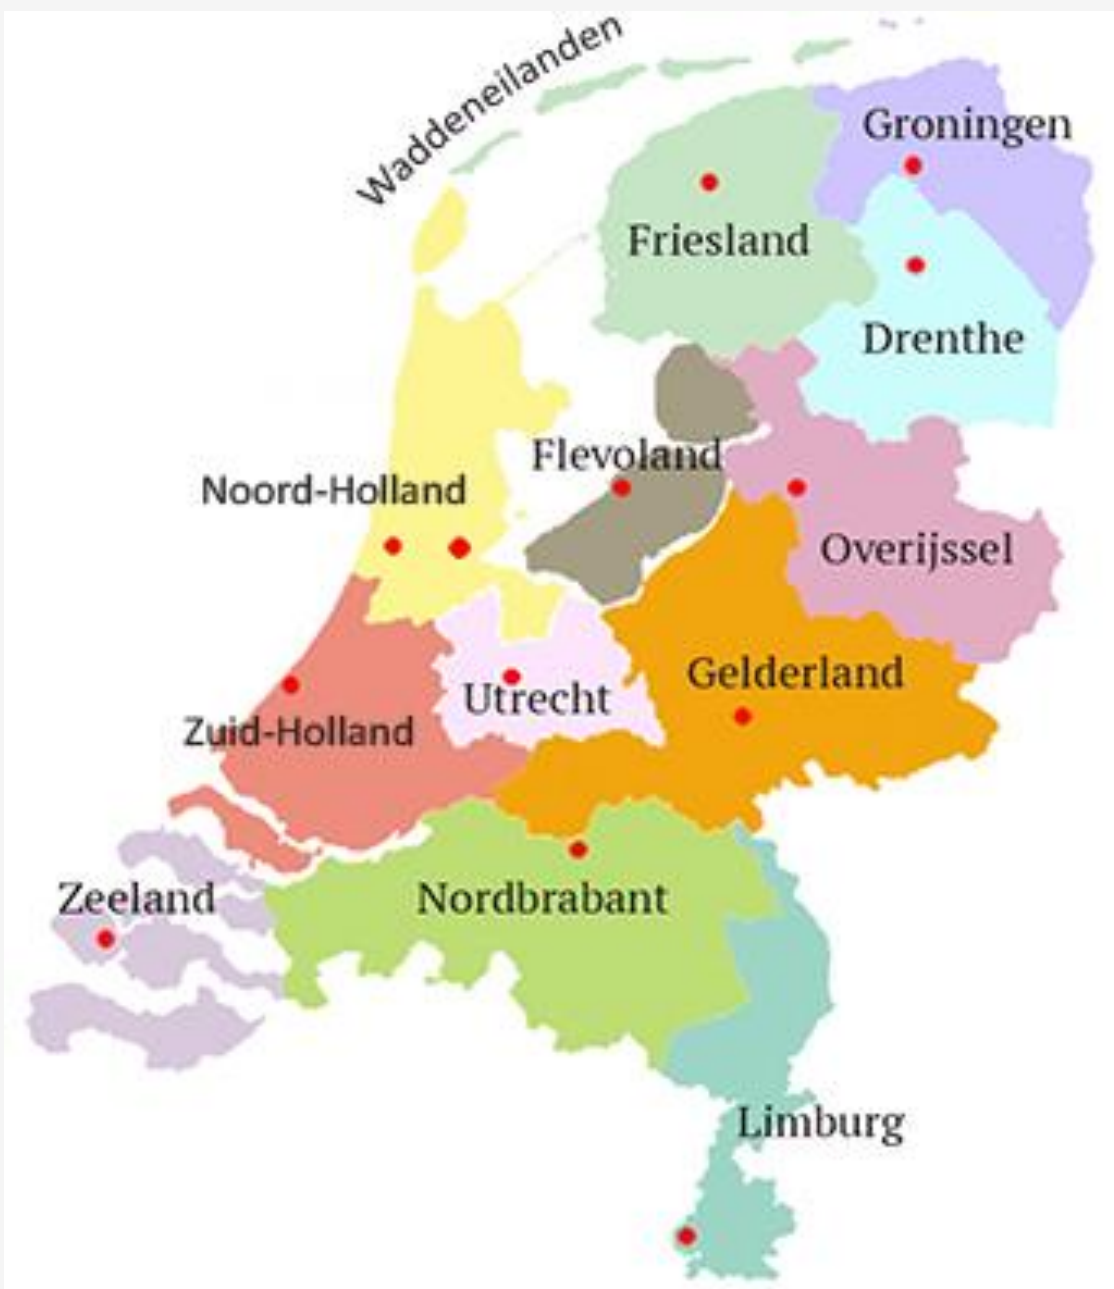 Waddeneilanden
Groningen
Friesland
Drenthe
Flevoland
Noord-Holland
Overijssel
Gelderland
Utrecht
Zuid-Holland
Zeeland
Nordbrabant
Limburg